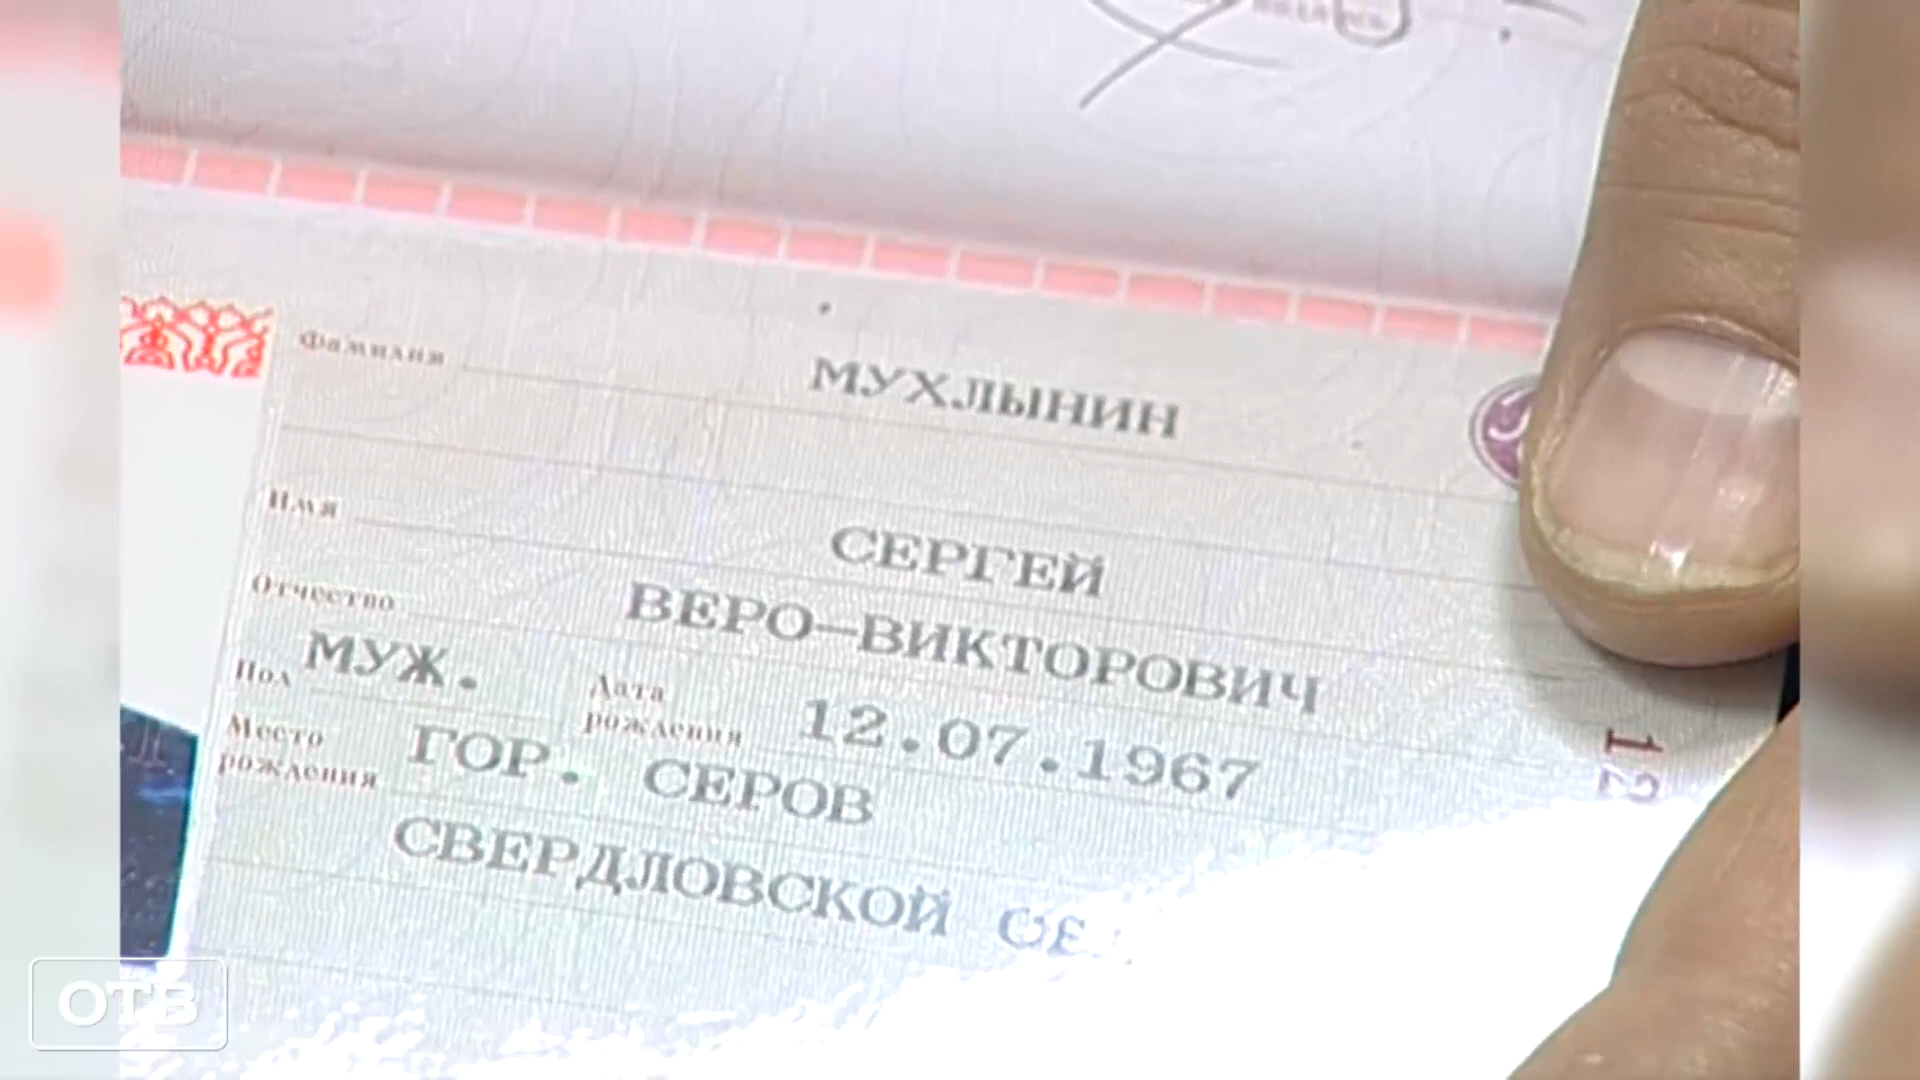 Фамилия МУХЛЫНИН
Имя СЕРГЕЙ
Отчество ВЕРО-ВИКТОРОВИЧ
Пол МУЖ. Дата рождения 12.07.1967
Место рождения ГОР. СЕРОВ
СВЕРДЛОВСКОЙ
12
ОТВ